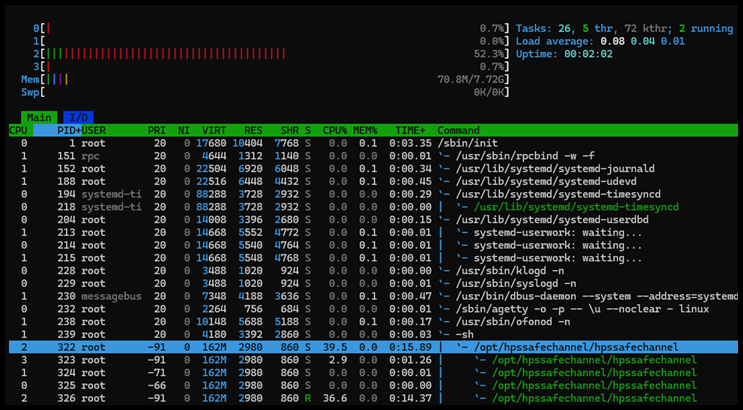 0[| 0.7%] Tasks: 26, 5 thr, 72 kthr; 2 running
1[ 0.0%] Load average: 0.08 0.04 0.01
2[|||||||||||||||||||||||||||||||||||| 52.3%] Uptime: 00:02:02
3[| 0.7%]
Mem[|||| 70.8M/7.72G]
Swp[ 0K/0K]
Main I/O
CPU PID+USER PRI NI VIRT RES SHR S CPU% MEM% TIME+ Command
0 1 root 20 0 17680 10404 7768 S 0.0 0.1 0:03.35 /sbin/init
1 151 rpc 20 0 4644 1312 1140 S 0.0 0.0 0:00.01 `- /usr/sbin/rpcbind -w -f
1 152 root 20 0 22504 6920 6048 S 0.0 0.1 0:00.34 `- /usr/lib/systemd/systemd-journald
1 188 root 20 0 22516 6448 4432 S 0.0 0.1 0:00.45 `- /usr/lib/systemd/systemd-udevd
0 194 systemd-ti 20 0 88288 3728 2932 S 0.0 0.0 0:00.29 `- /usr/lib/systemd/systemd-timesyncd
0 218 systemd-ti 20 0 88288 3728 2932 S 0.0 0.0 0:00.00 | `- /usr/lib/systemd/systemd-timesyncd
0 204 root 20 0 14008 3396 2680 S 0.0 0.0 0:00.15 `- /usr/lib/systemd/systemd-userdbd
1 213 root 20 0 14668 5552 4772 S 0.0 0.1 0:00.01 | `- systemd-userwork: waiting...
0 214 root 20 0 14668 5540 4764 S 0.0 0.1 0:00.01 | `- systemd-userwork: waiting...
1 215 root 20 0 14668 5548 4768 S 0.0 0.1 0:00.01 | `- systemd-userwork: waiting...
0 228 root 20 0 3488 1020 924 S 0.0 0.0 0:00.00 `- /usr/sbin/klogd -n
0 229 root 20 0 3488 1020 924 S 0.0 0.0 0:00.01 `- /usr/sbin/syslogd -n
1 230 messagebus 20 0 7348 4188 3636 S 0.0 0.1 0:00.47 `- /usr/bin/dbus-daemon --system --address=systemd
0 232 root 20 0 2264 756 684 S 0.0 0.0 0:00.01 `- /sbin/agetty -o -p -- \u --noclear - linux
1 238 root 20 0 10148 5688 5188 S 0.0 0.1 0:00.17 `- /usr/sbin/ofonod -n
1 239 root 20 0 4180 3392 2860 S 0.0 0.0 0:00.03 `- -sh
2 322 root -91 0 162M 2980 860 S 39.5 0.0 0:15.89 | `- /opt/hpssafechannel/hpssafechannel
3 323 root -91 0 162M 2980 860 S 2.9 0.0 0:01.26 | `- /opt/hpssafechannel/hpssafechannel
1 324 root -71 0 162M 2980 860 S 0.0 0.0 0:00.01 | `- /opt/hpssafechannel/hpssafechannel
0 325 root -66 0 162M 2980 860 S 0.0 0.0 0:00.00 | `- /opt/hpssafechannel/hpssafechannel
2 326 root -91 0 162M 2980 860 R 36.6 0.0 0:14.37 | `- /opt/hpssafechannel/hpssafechannel